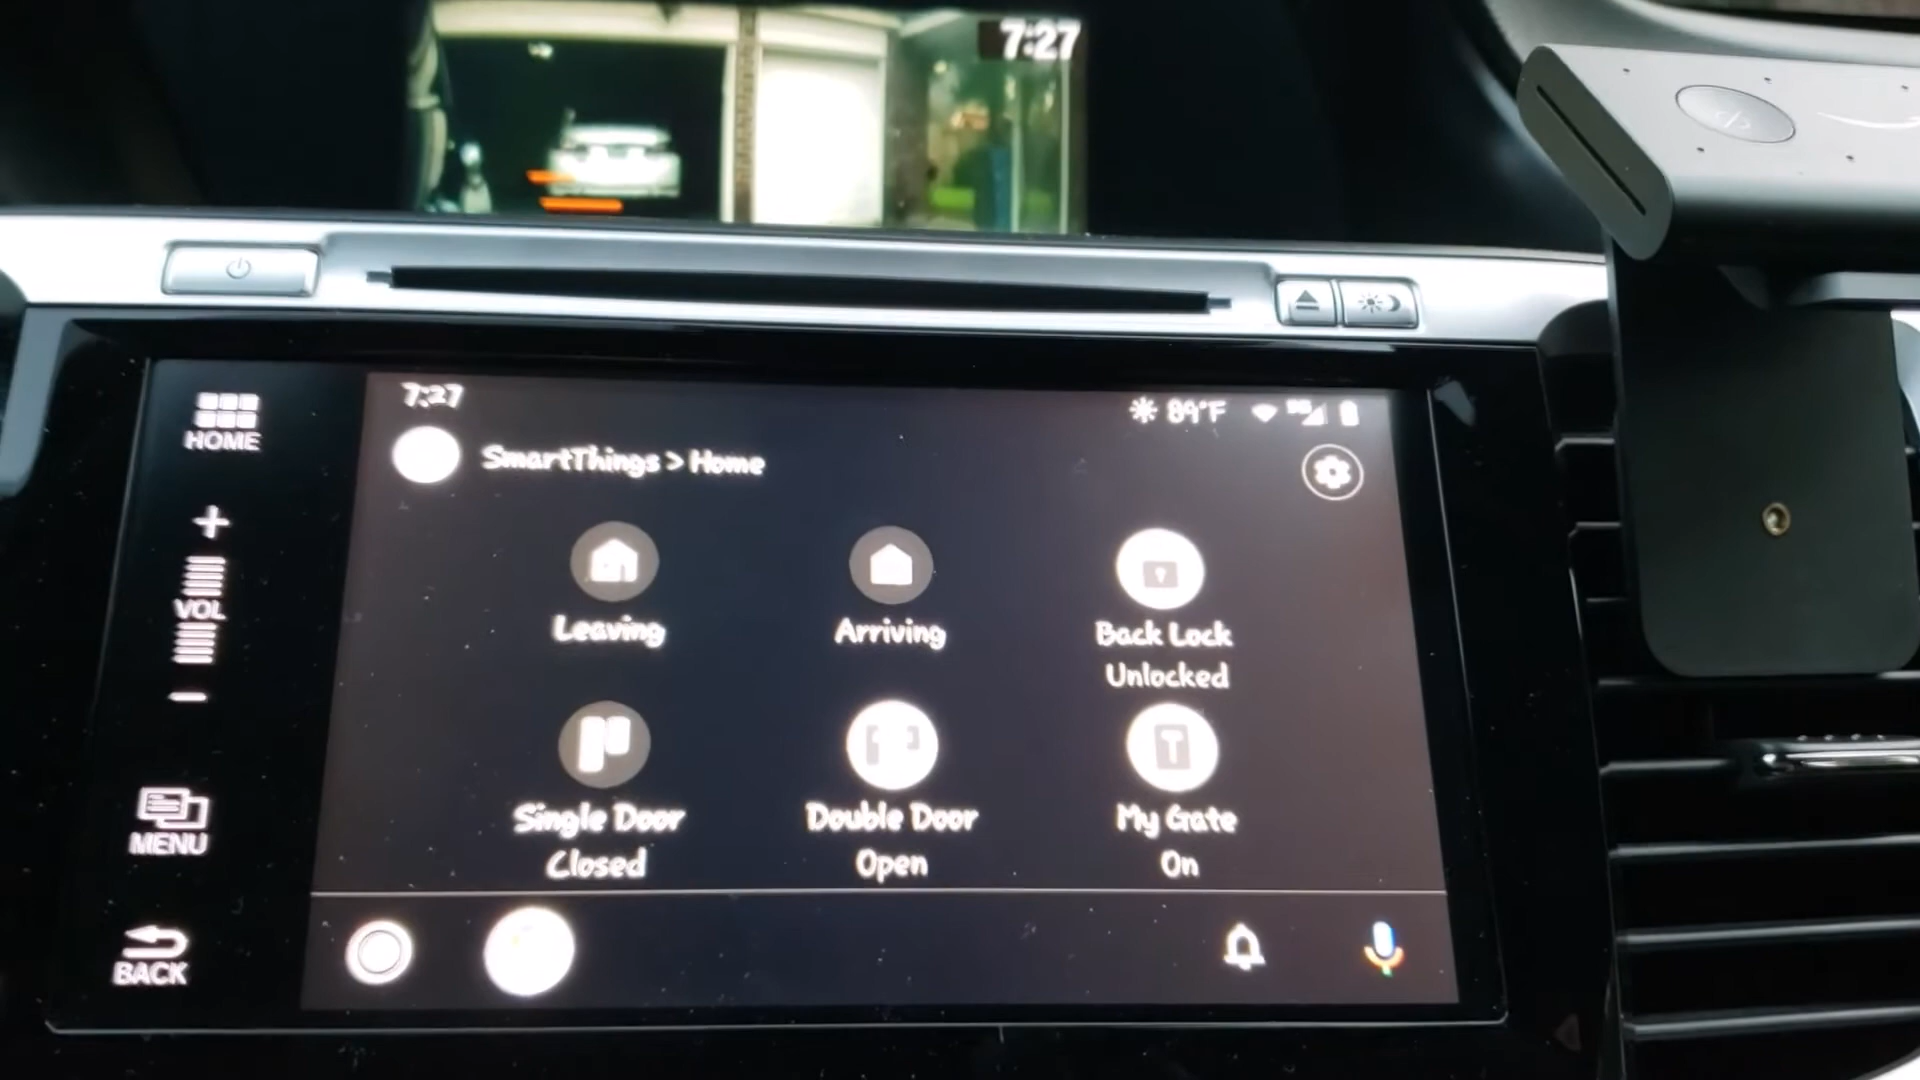 7:27
HOME
7:27
89°F
SmartThings > Home
VOL
Leaving
Arriving
Back Lock
Unlocked
Single Door
Closed
Double Door
Open
My Gate
On
MENU
BACK